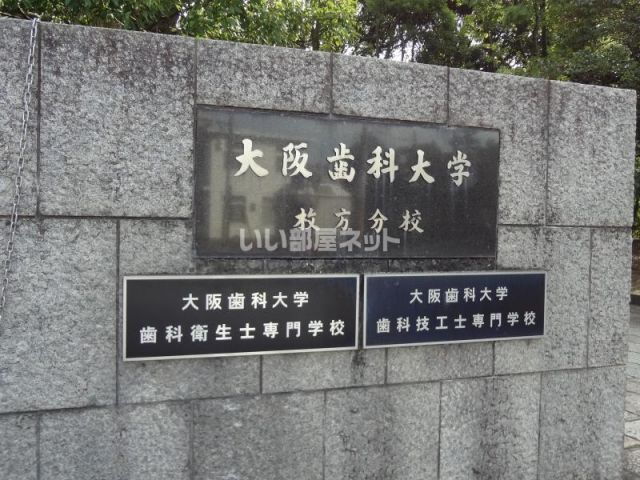 大阪歯科大学
枚方分校
いい部屋ネット
大阪歯科大学
歯科衛生士専門学校
大阪歯科大学
歯科技工士専門学校